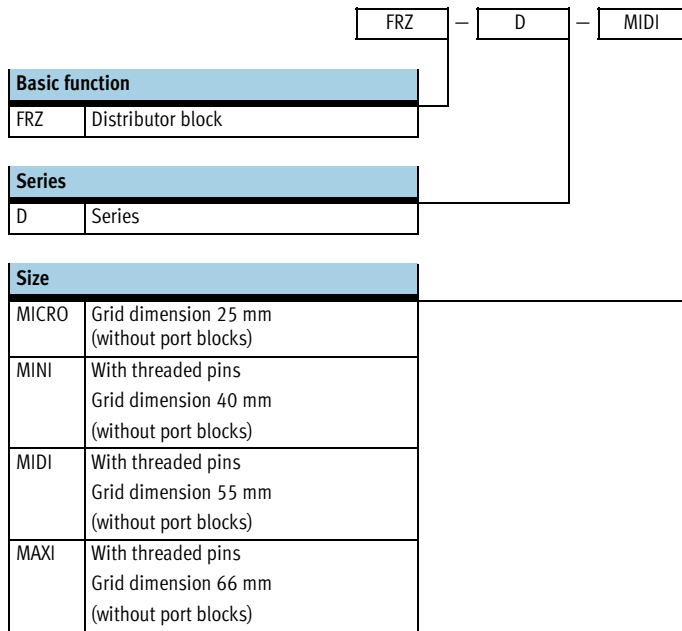 FRZ – D – MIDI
Basic function
FRZ Distributor block
Series
D Series
Size
MICRO Grid dimension 25 mm
(without port blocks)
MINI With threaded pins
Grid dimension 40 mm
(without port blocks)
MIDI With threaded pins
Grid dimension 55 mm
(without port blocks)
MAXI With threaded pins
Grid dimension 66 mm
(without port blocks)